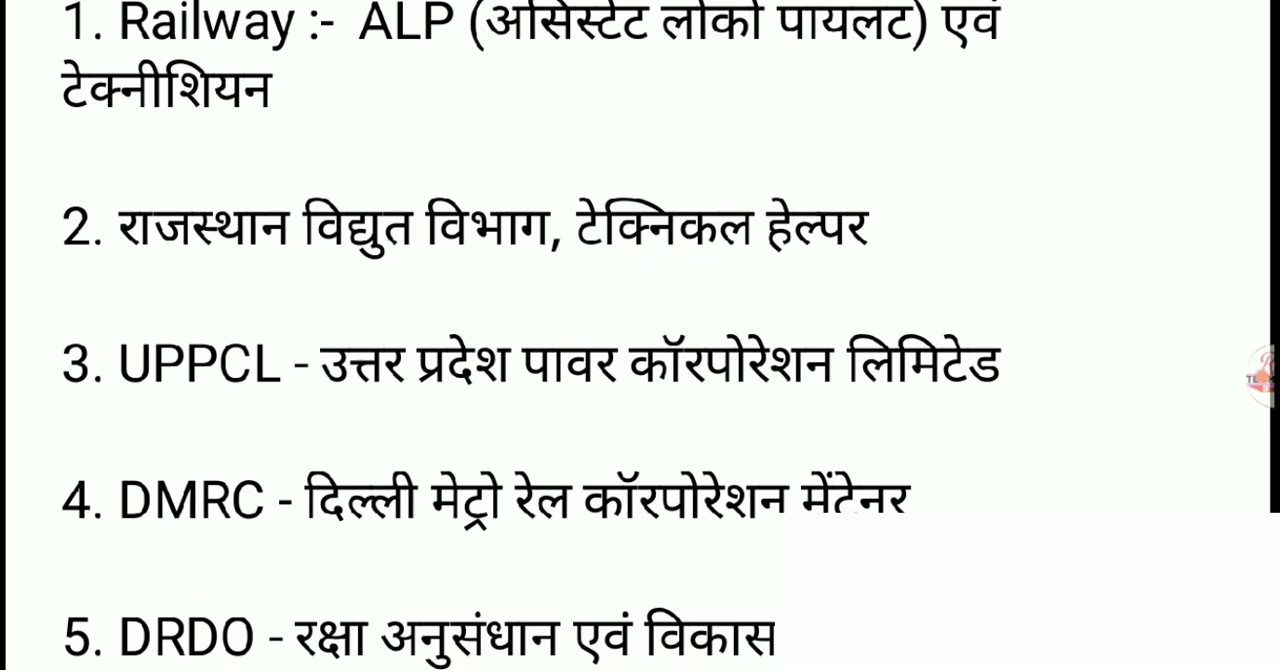 1. Railway :- ALP (असिस्टेंट लोको पायलट) एवं
टेक्नीशियन
2. राजस्थान विद्युत विभाग, टेक्निकल हेल्पर
3. UPPCL - उत्तर प्रदेश पावर कॉरपोरेशन लिमिटेड
4. DMRC - दिल्ली मेट्रो रेल कॉरपोरेशन मेंटेनर
5. DRDO - रक्षा अनुसंधान एवं विकास